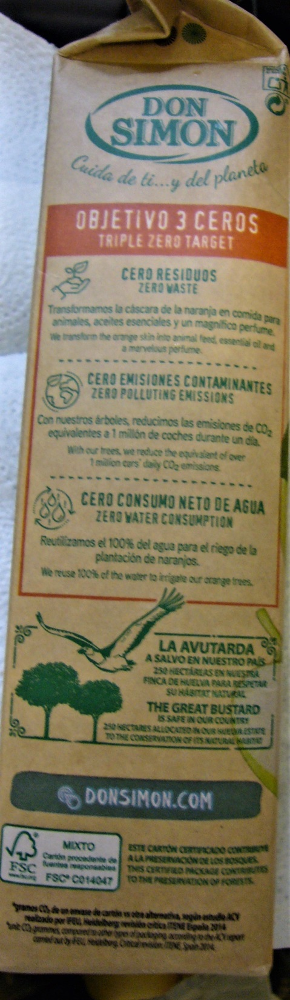 DON
SIMON
Cuida de ti...y del planeta
OBJETIVO 3 CEROS
TRIPLE ZERO TARGET
CERO RESIDUOS
ZERO WASTE
Transformamos la cáscara de la naranja en comida para
animales, aceites esenciales y un magnífico perfume.
We transform the orange skin into animal feed, essential oil and
a marvelous perfume.
CERO EMISIONES CONTAMINANTES
ZERO POLLUTING EMISSIONS
Con nuestros árboles, reducimos las emisiones de CO₂
equivalentes a 1 millón de coches durante un día.
With our trees, we reduce the equivalent of over
1 million cars' daily CO₂ emissions.
CERO CONSUMO NETO DE AGUA
ZERO WATER CONSUMPTION
Reutilizamos el 100% del agua para el riego de la
plantación de naranjos.
We reuse 100% of the water to irrigate our orange trees.
LA AVUTARDA
A SALVO EN NUESTRO PAÍS
250 HECTÁREAS EN NUESTRA
FINCA DE HUELVA PARA RESPETAR
SU HÁBITAT NATURAL
THE GREAT BUSTARD
IS SAFE IN OUR COUNTRY
250 HECTARES ALLOCATED IN OUR HUELVA ESTATE
TO THE CONSERVATION OF ITS NATURAL HABITAT
DONSIMON.COM
FSC
www.fsc.org
MIXTO
Cartón procedente de
fuentes responsables
FSC® C014047
ESTE CARTÓN CERTIFICADO CONTRIBUYE
A LA PRESERVACIÓN DE LOS BOSQUES.
THIS CERTIFIED PACKAGE CONTRIBUTES
TO THE PRESERVATION OF FORESTS.
*gramos CO₂ de un envase de cartón vs otra alternativa, según estudio ACV
realizado por IFEU, Heidelberg; revisión crítica ITENE España 2014
*unit: CO₂ grammes, compared to other types of packaging, according to the ACV report
carried out by IFEU, Heidelberg, Critical revision, ITENE, Spain 2014.